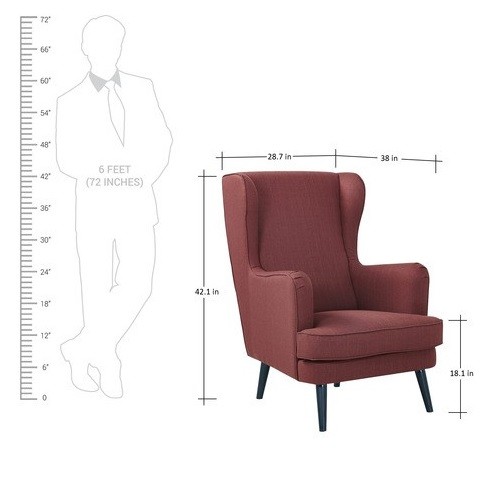 72"
66"
60"
54"
48"
42"
36"
30"
24"
18"
12"
6"
0
6 FEET
(72 INCHES)
28.7 in
38 in
42.1 in
18.1 in